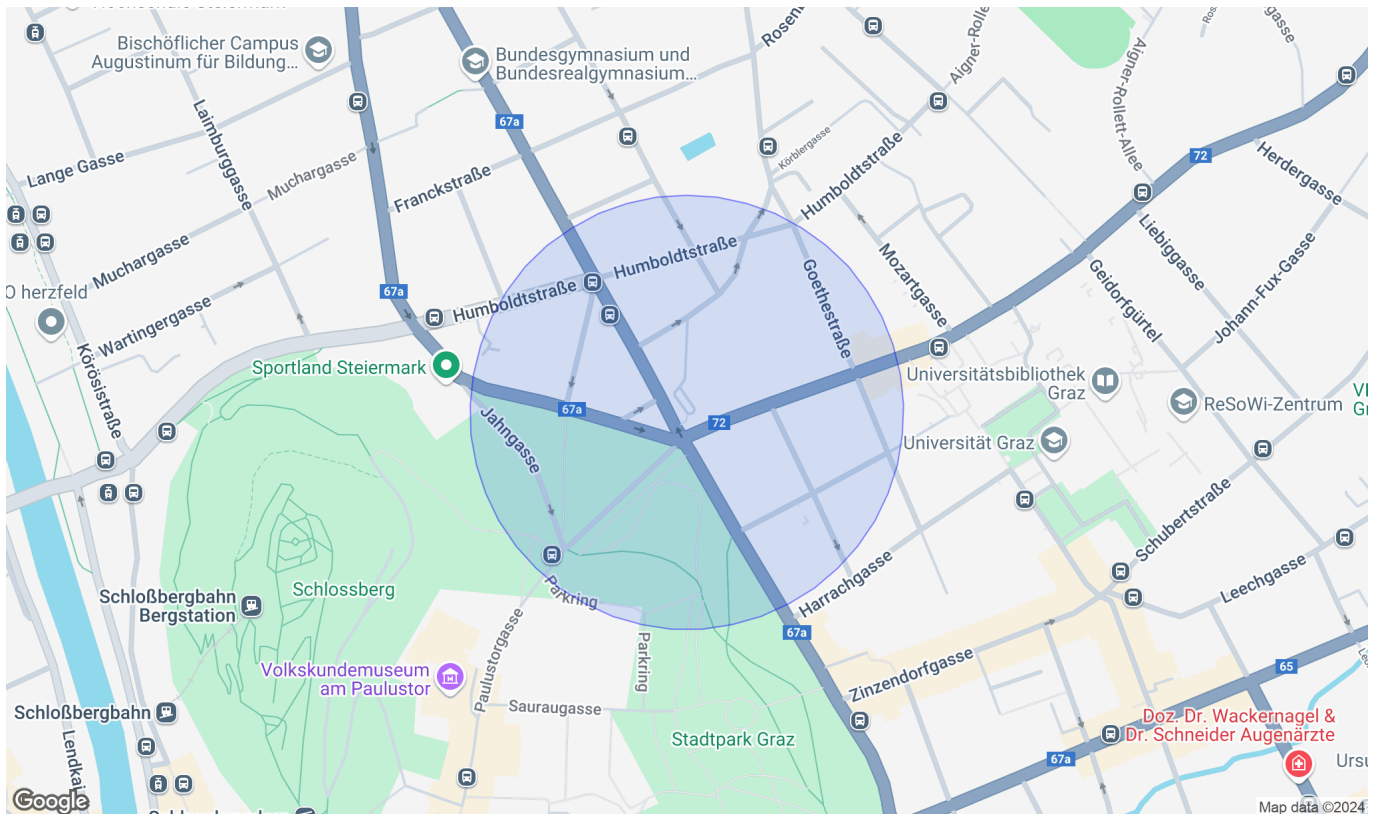 Hochschule Steiermark
Bischöflicher Campus
Augustinum für Bildung...
Bundesgymnasium und
Bundesrealgymnasium...
Aigner-Rollett-Allee
Laimburggasse
67a
Lange Gasse
Muchargasse
Franckstraße
Körblergasse
Humboldtstraße
72
Herdergasse
Muchargasse
Humboldtstraße
Mozartgasse
Liebiggasse
Geidorfgürtel
Johann-Fux-Gasse
herzfeld
67a
Humboldtstraße
Goethestraße
Wartingergasse
Körösistraße
Sportland Steiermark
Universitätsbibliothek
Graz
ReSoWi-Zentrum
67a
72
Jahngasse
Universität Graz
Schubertstraße
Schlossberg
Schloßbergbahn
Bergstation
Parkring
Harrachgasse
Leechgasse
67a
Parkring
Paulustorgasse
Volkskundemuseum
am Paulustor
Zinzendorfgasse
65
Sauraugasse
Schloßbergbahn
Stadtpark Graz
Doz. Dr. Wackernagel &
Dr. Schneider Augenärzte
67a
Google
Map data ©2024